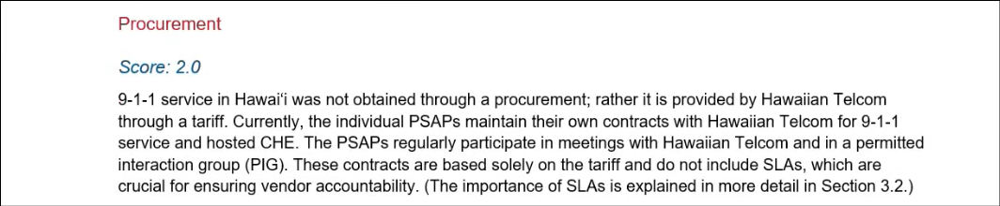 Procurement
Score: 2.0
9-1-1 service in Hawaiʻi was not obtained through a procurement; rather it is provided by Hawaiian Telcom
through a tariff. Currently, the individual PSAPs maintain their own contracts with Hawaiian Telcom for 9-1-1
service and hosted CHE. The PSAPs regularly participate in meetings with Hawaiian Telcom and in a permitted
interaction group (PIG). These contracts are based solely on the tariff and do not include SLAs, which are
crucial for ensuring vendor accountability. (The importance of SLAs is explained in more detail in Section 3.2.)